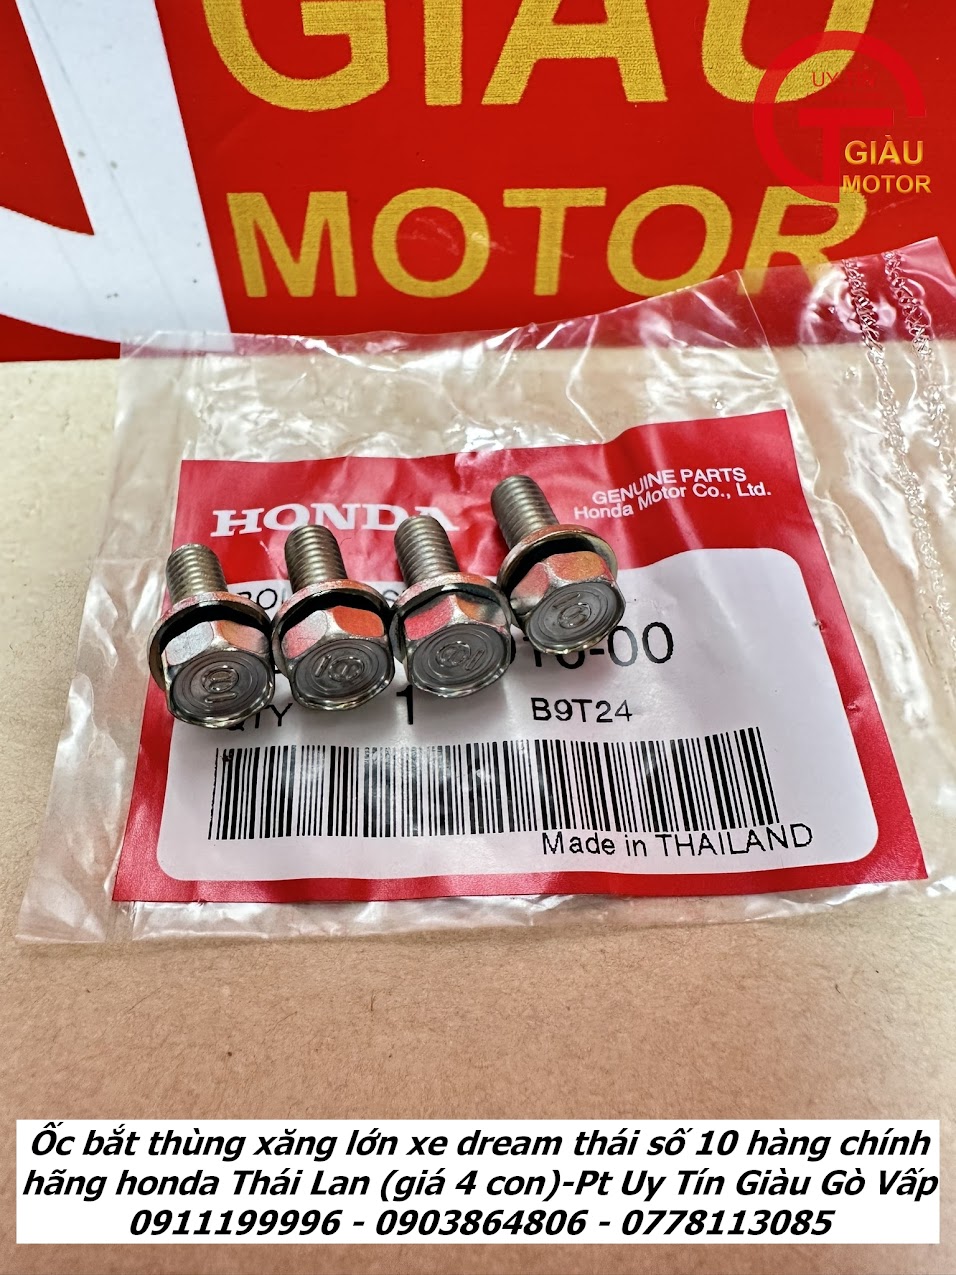 GIÀU
MOTOR
UY
GIÀU
MOTOR
HONDA
GENUINE PARTS
Honda Motor Co., Ltd.
-00
QTY 1 B9T24
Made in THAILAND
Ốc bắt thùng xăng lớn xe dream thái số 10 hàng chính
hãng honda Thái Lan (giá 4 con)-Pt Uy Tín Giàu Gò Vấp
0911199996 - 0903864806 - 0778113085